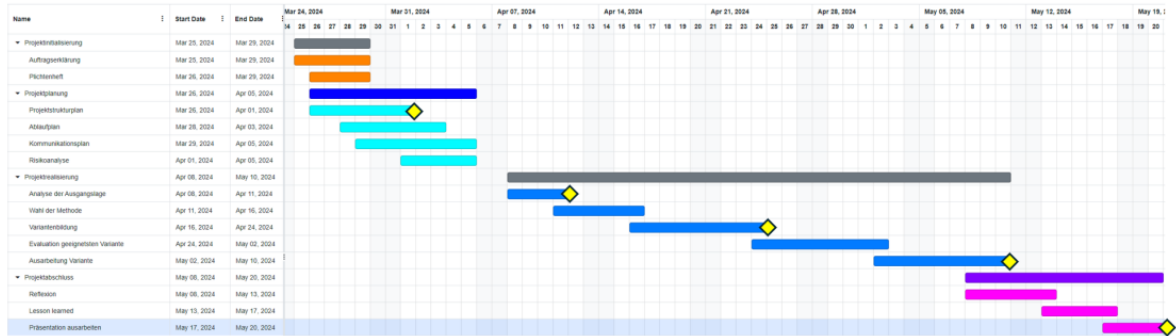 Name Start Date End Date
Mar 24, 2024 Mar 31, 2024 Apr 07, 2024 Apr 14, 2024 Apr 21, 2024 Apr 28, 2024 May 05, 2024 May 12, 2024 May 19, 2
24 25 26 27 28 29 30 31 1 2 3 4 5 6 7 8 9 10 11 12 13 14 15 16 17 18 19 20 21 22 23 24 25 26 27 28 29 30 1 2 3 4 5 6 7 8 9 10 11 12 13 14 15 16 17 18 19 20
Projektinitialisierung Mar 25, 2024 Mar 29, 2024
Auftragserklärung Mar 25, 2024 Mar 29, 2024
Plichtenheft Mar 26, 2024 Mar 29, 2024
Projektplanung Mar 26, 2024 Apr 05, 2024
Projektstrukturplan Mar 26, 2024 Apr 01, 2024
Ablaufplan Mar 28, 2024 Apr 03, 2024
Kommunikationsplan Mar 29, 2024 Apr 05, 2024
Risikoanalyse Apr 01, 2024 Apr 05, 2024
Projektrealisierung Apr 08, 2024 May 10, 2024
Analyse der Ausgangslage Apr 08, 2024 Apr 11, 2024
Wahl der Methode Apr 11, 2024 Apr 16, 2024
Variantenbildung Apr 16, 2024 Apr 24, 2024
Evaluation geeignetsten Variante Apr 24, 2024 May 02, 2024
Ausarbeitung Variante May 02, 2024 May 10, 2024
Projektabschluss May 08, 2024 May 20, 2024
Reflexion May 08, 2024 May 13, 2024
Lesson learned May 13, 2024 May 17, 2024
Präsentation ausarbeiten May 17, 2024 May 20, 2024